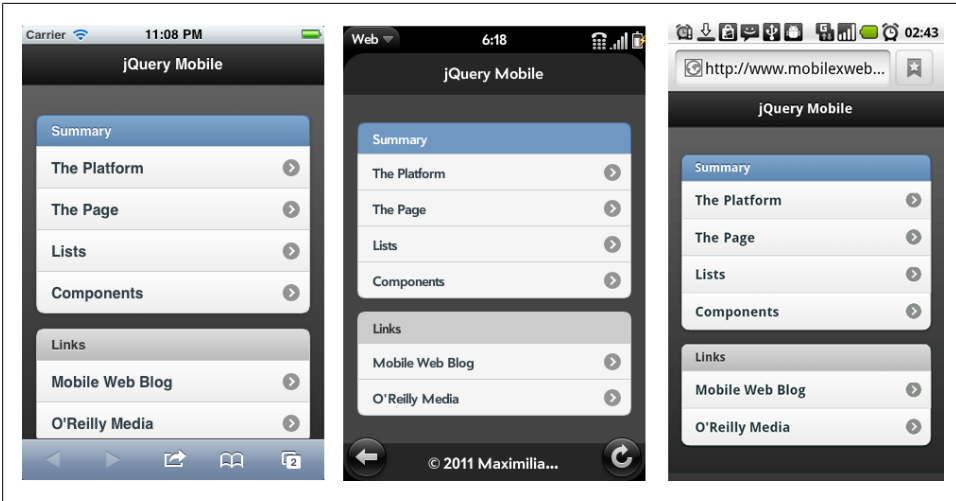 Carrier 11:08 PM
jQuery Mobile
Summary
The Platform
The Page
Lists
Components
Links
Mobile Web Blog
O'Reilly Media
2
Web 6:18
jQuery Mobile
Summary
The Platform
The Page
Lists
Components
Links
Mobile Web Blog
O'Reilly Media
© 2011 Maximilia...
02:43
http://www.mobilexweb...
jQuery Mobile
Summary
The Platform
The Page
Lists
Components
Links
Mobile Web Blog
O'Reilly Media